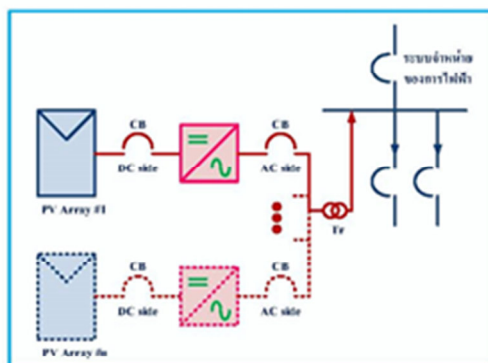 ระบบจำหน่าย
ของการไฟฟ้า
CB
CB
DC side
AC side
PV Array #1
Tr
CB
CB
DC side
AC side
PV Array #n